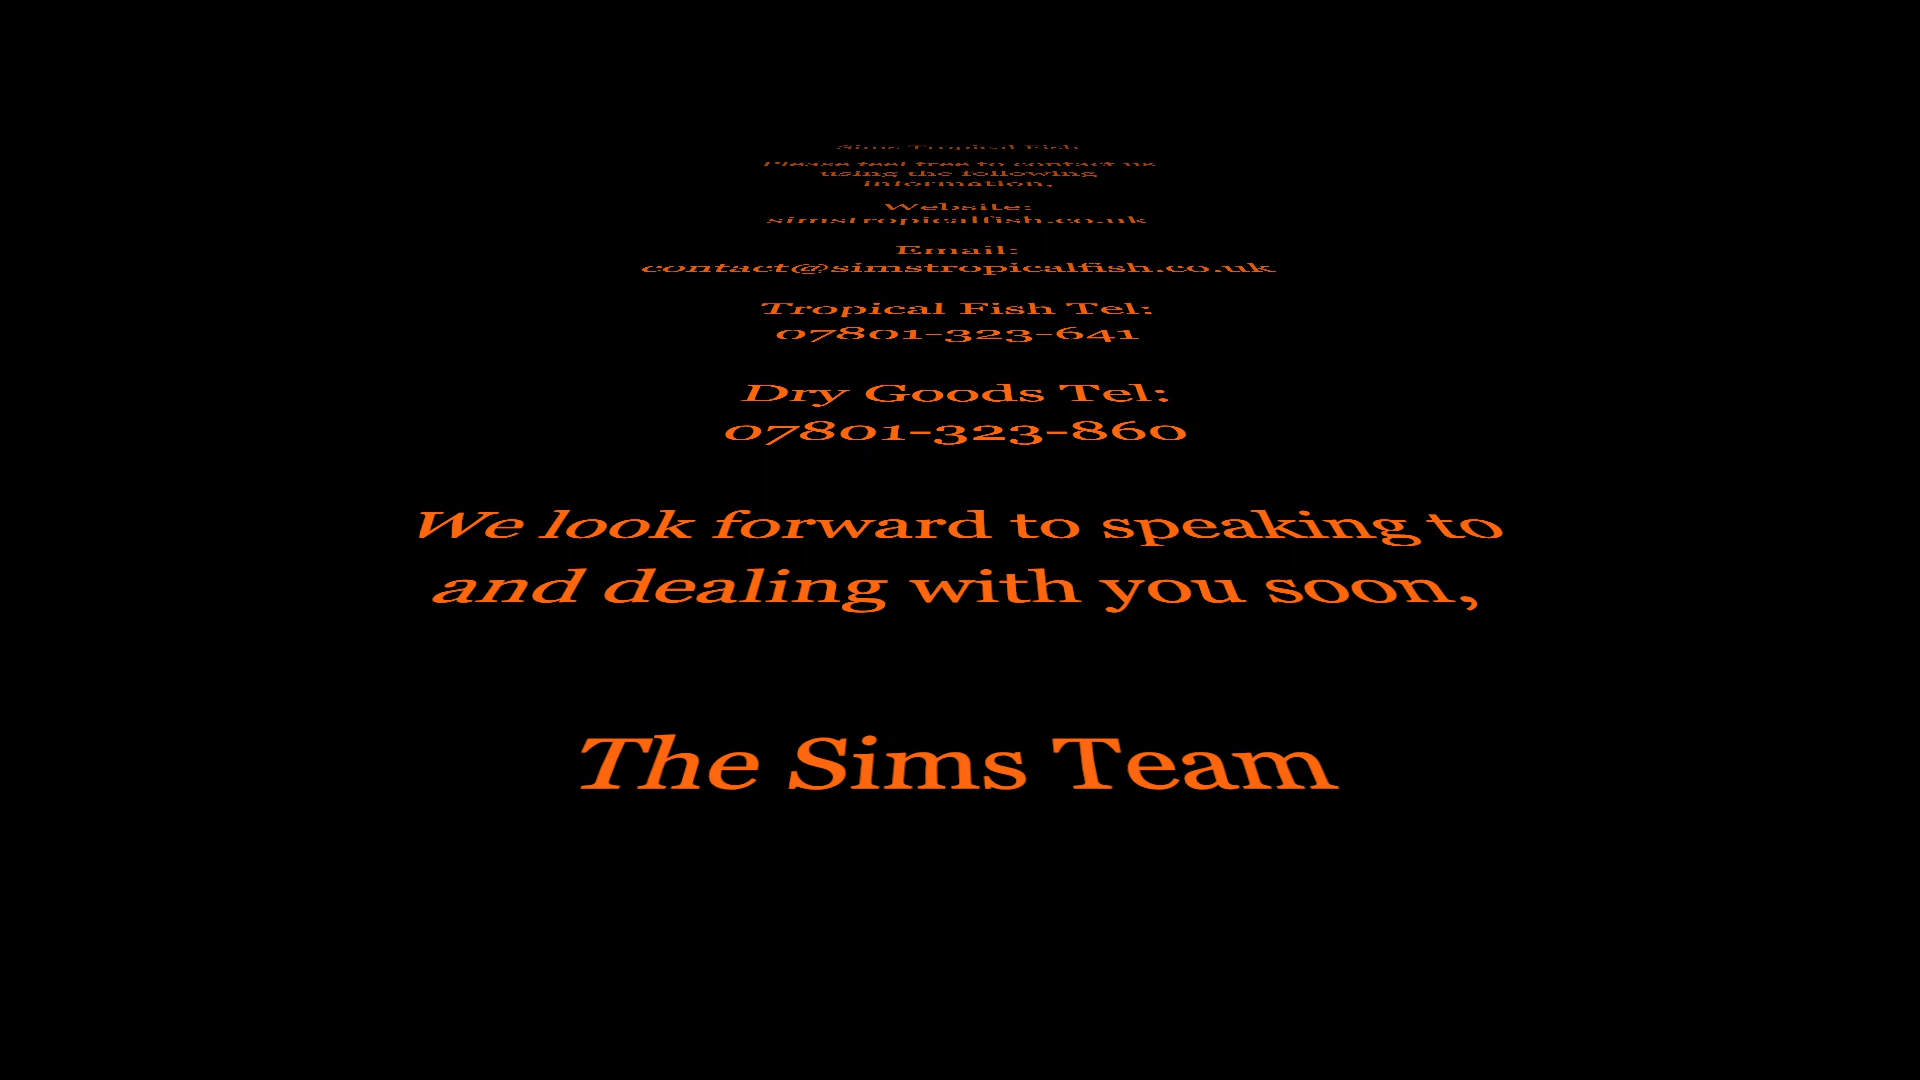 Sims Tropical Fish
Please feel free to contact us
using the following
information,
Website:
simstropicalfish.co.uk
Email:
contact@simstropicalfish.co.uk
Tropical Fish Tel:
07801-323-641
Dry Goods Tel:
07801-323-860
We look forward to speaking to
and dealing with you soon,
The Sims Team